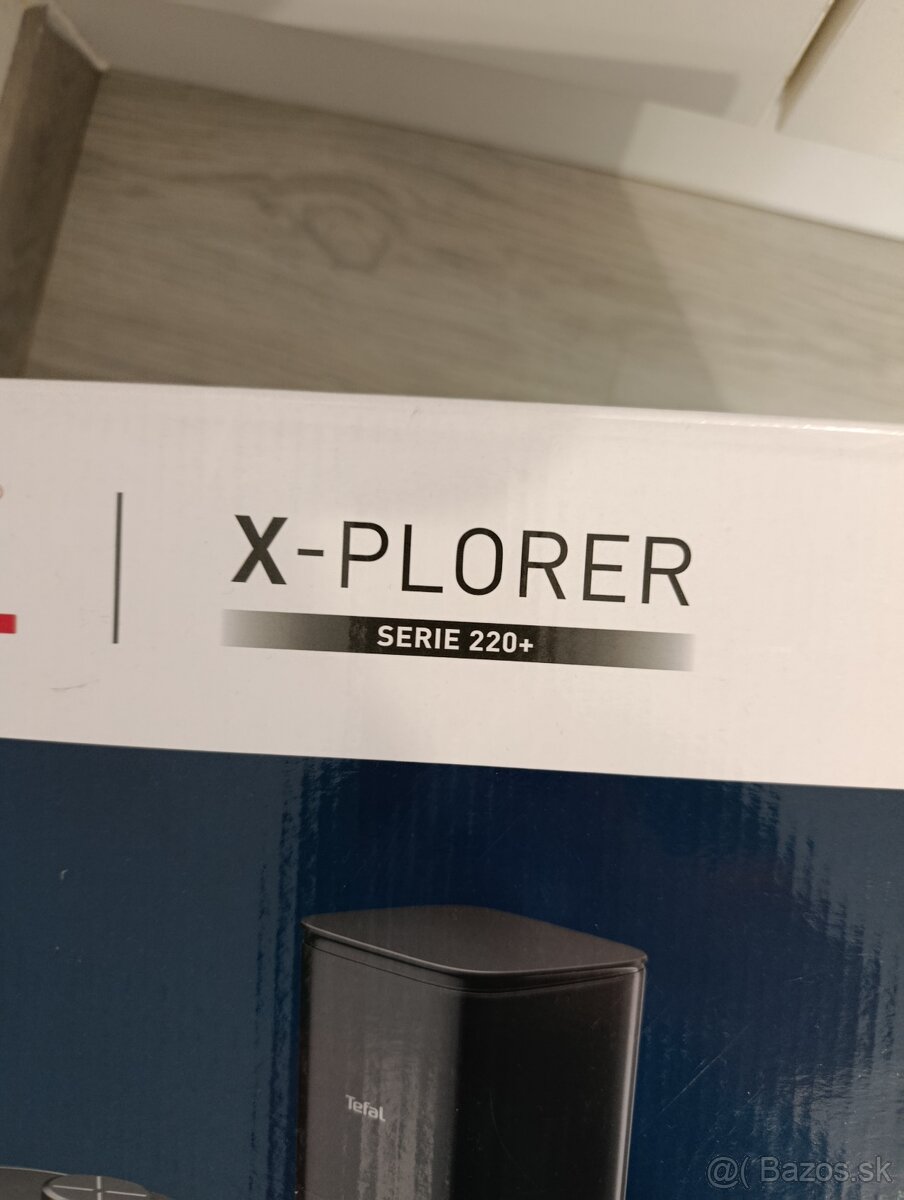 X-PLORER
SERIE 220+
Tefal
@( Bazos.sk